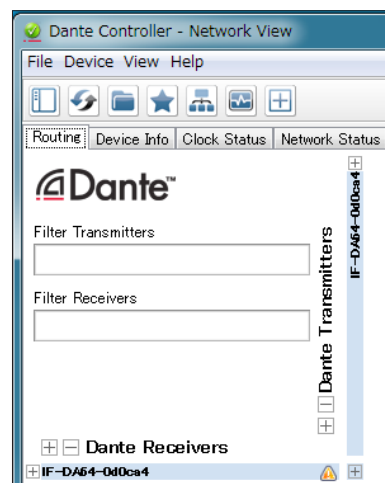 Dante Controller - Network View
File Device View Help
Routing Device Info Clock Status Network Status
Dante™
Filter Transmitters
Filter Receivers
Dante Transmitters
IF-DA64-0d0ca4
Dante Receivers
IF-DA64-0d0ca4